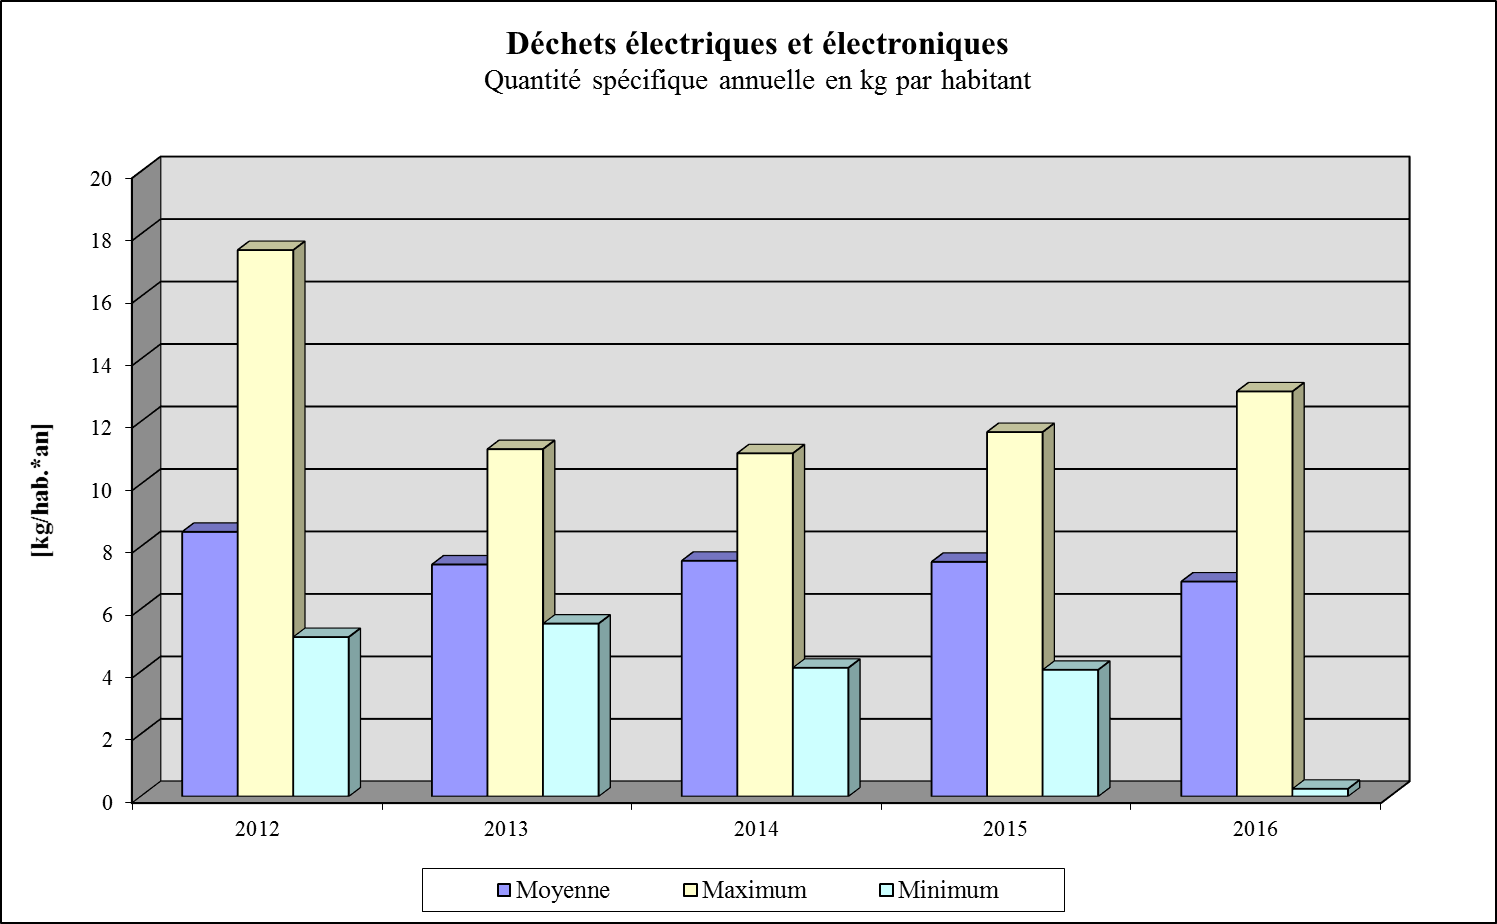 Déchets électriques et électroniques
Quantité spécifique annuelle en kg par habitant
20
18
16
14
12
10
8
6
4
2
0
[kg/hab.*an]
2012 2013 2014 2015 2016
Moyenne Maximum Minimum